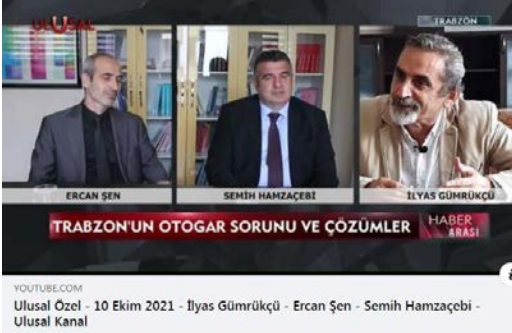 ULUSAL
TRABZON
ERCAN ŞEN
SEMİH HAMZAÇEBİ
İLYAS GÜMRÜKÇÜ
TRABZON'UN OTOGAR SORUNU VE ÇÖZÜMLER
HABER
ARASI
YOUTUBE.COM
Ulusal Özel - 10 Ekim 2021 - İlyas Gümrükçü - Ercan Şen - Semih Hamzaçebi -
Ulusal Kanal